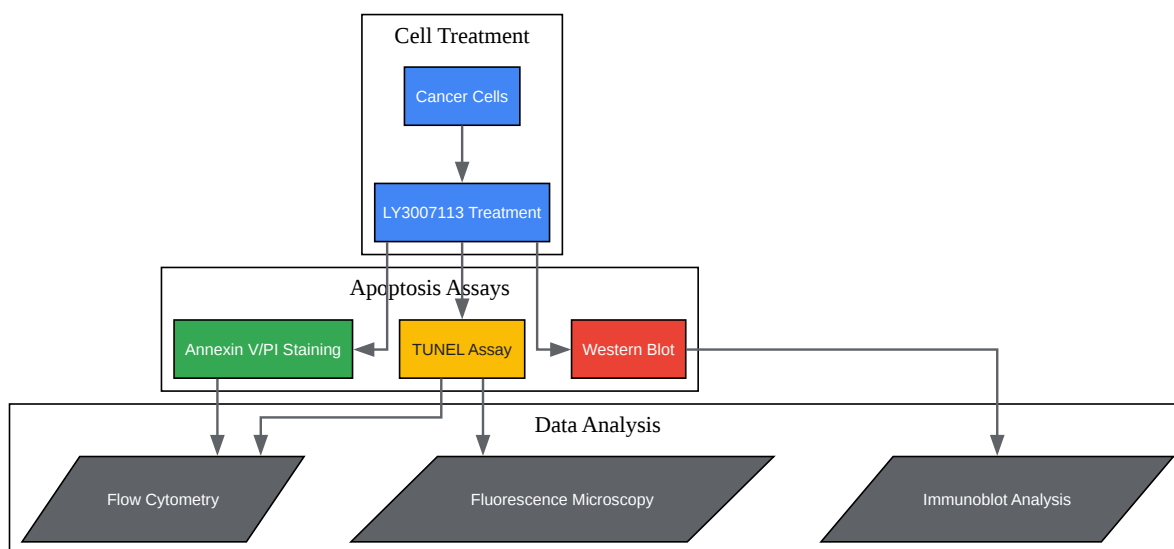 Cell Treatment
Cancer Cells
LY3007113 Treatment
Apoptosis Assays
Annexin V/PI Staining
TUNEL Assay
Western Blot
Data Analysis
Flow Cytometry
Fluorescence Microscopy
Immunoblot Analysis